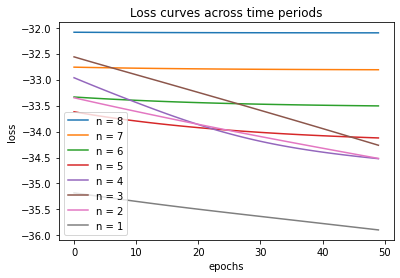 Loss curves across time periods
−32.0
−32.5
−33.0
−33.5
−34.0
−34.5
−35.0
−35.5
−36.0
loss
n = 8
n = 7
n = 6
n = 5
n = 4
n = 3
n = 2
n = 1
0
10
20
30
40
50
epochs